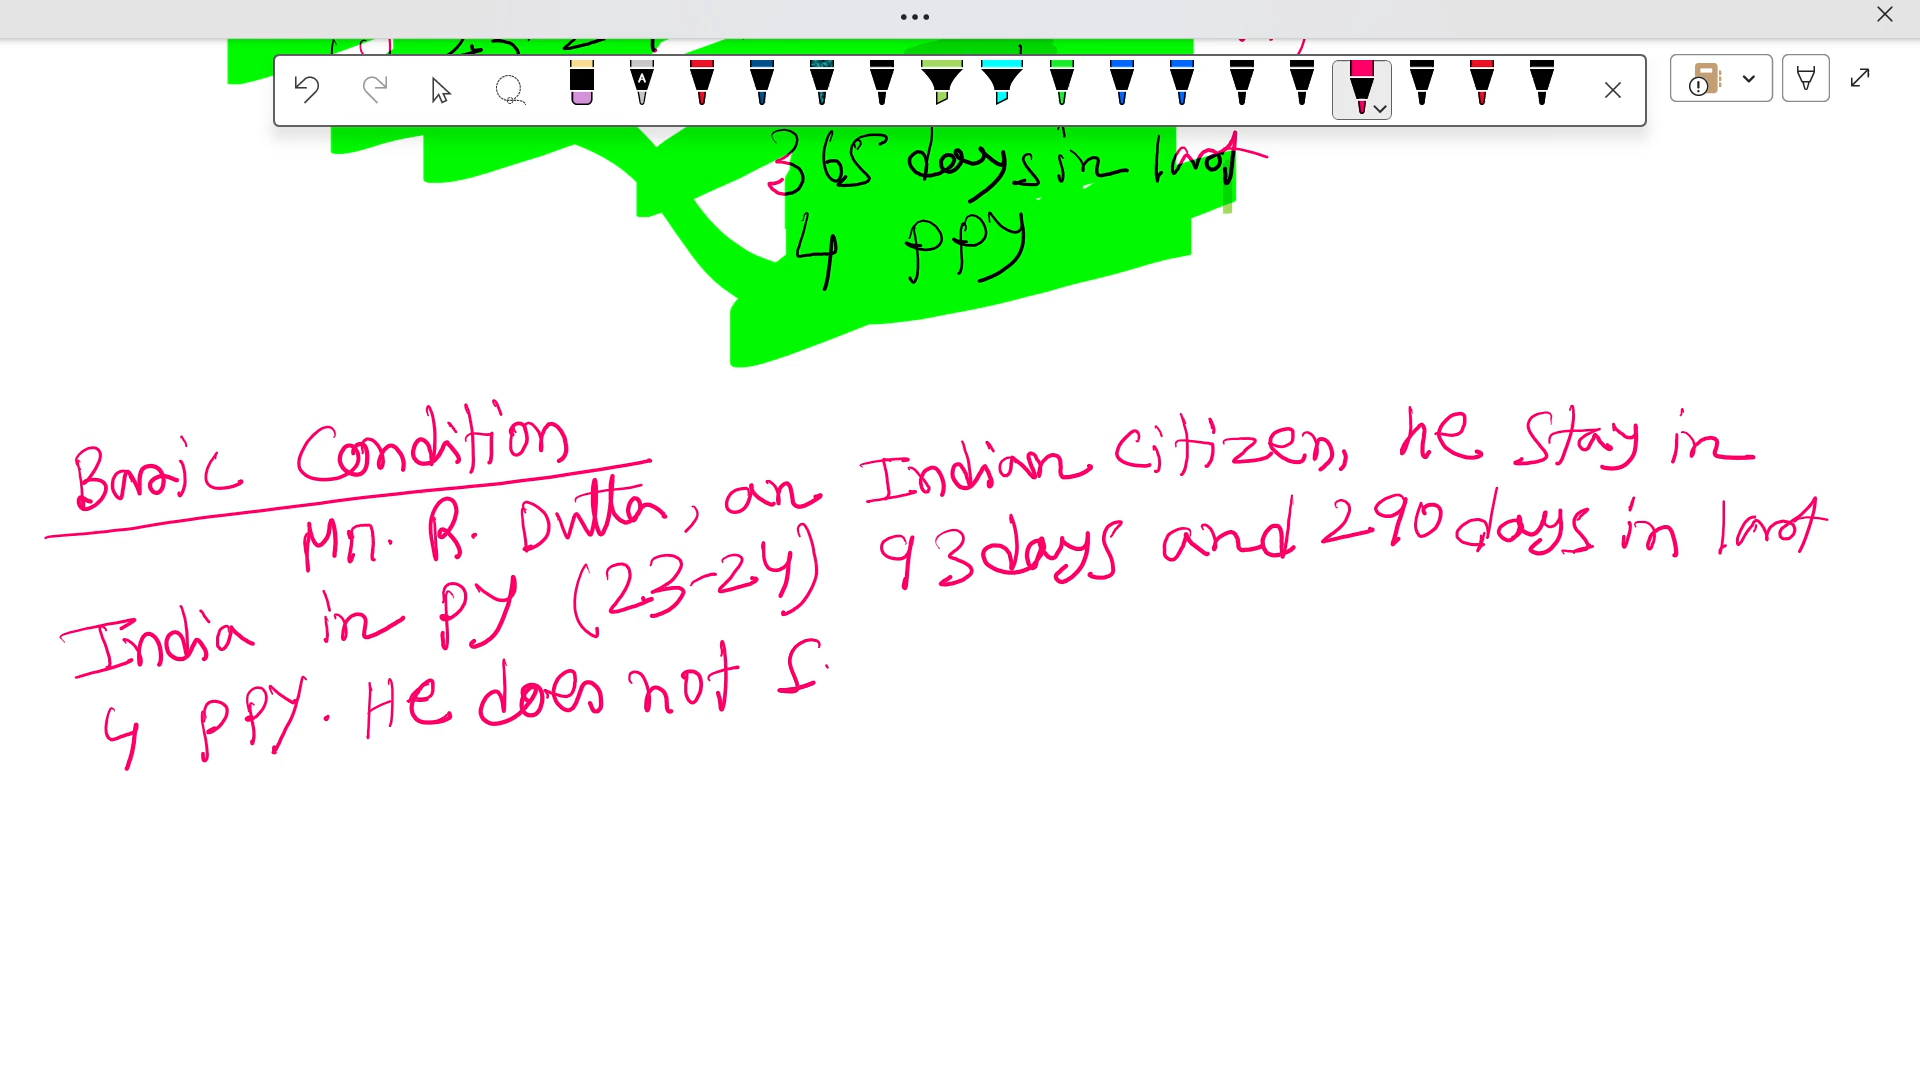 365 days in last
4 PPY
Basic Condition
Mr. R. Dutta, an Indian citizen, he stay in
India in PY (23-24) 93 days and 290 days in last
4 PPY. He does not